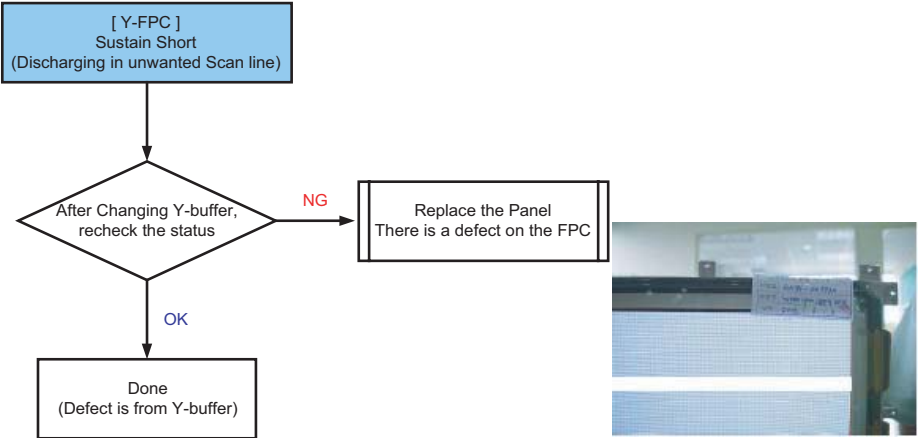 [ Y-FPC ]
Sustain Short
(Discharging in unwanted Scan line)
After Changing Y-buffer,
recheck the status
NG
Replace the Panel
There is a defect on the FPC
OK
Done
(Defect is from Y-buffer)